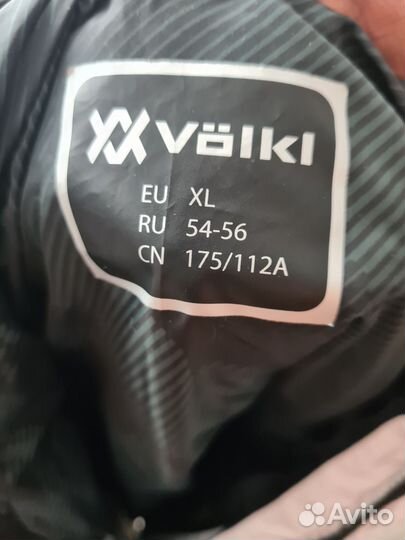 Völkl
EU XL
RU 54-56
CN 175/112A
Avito